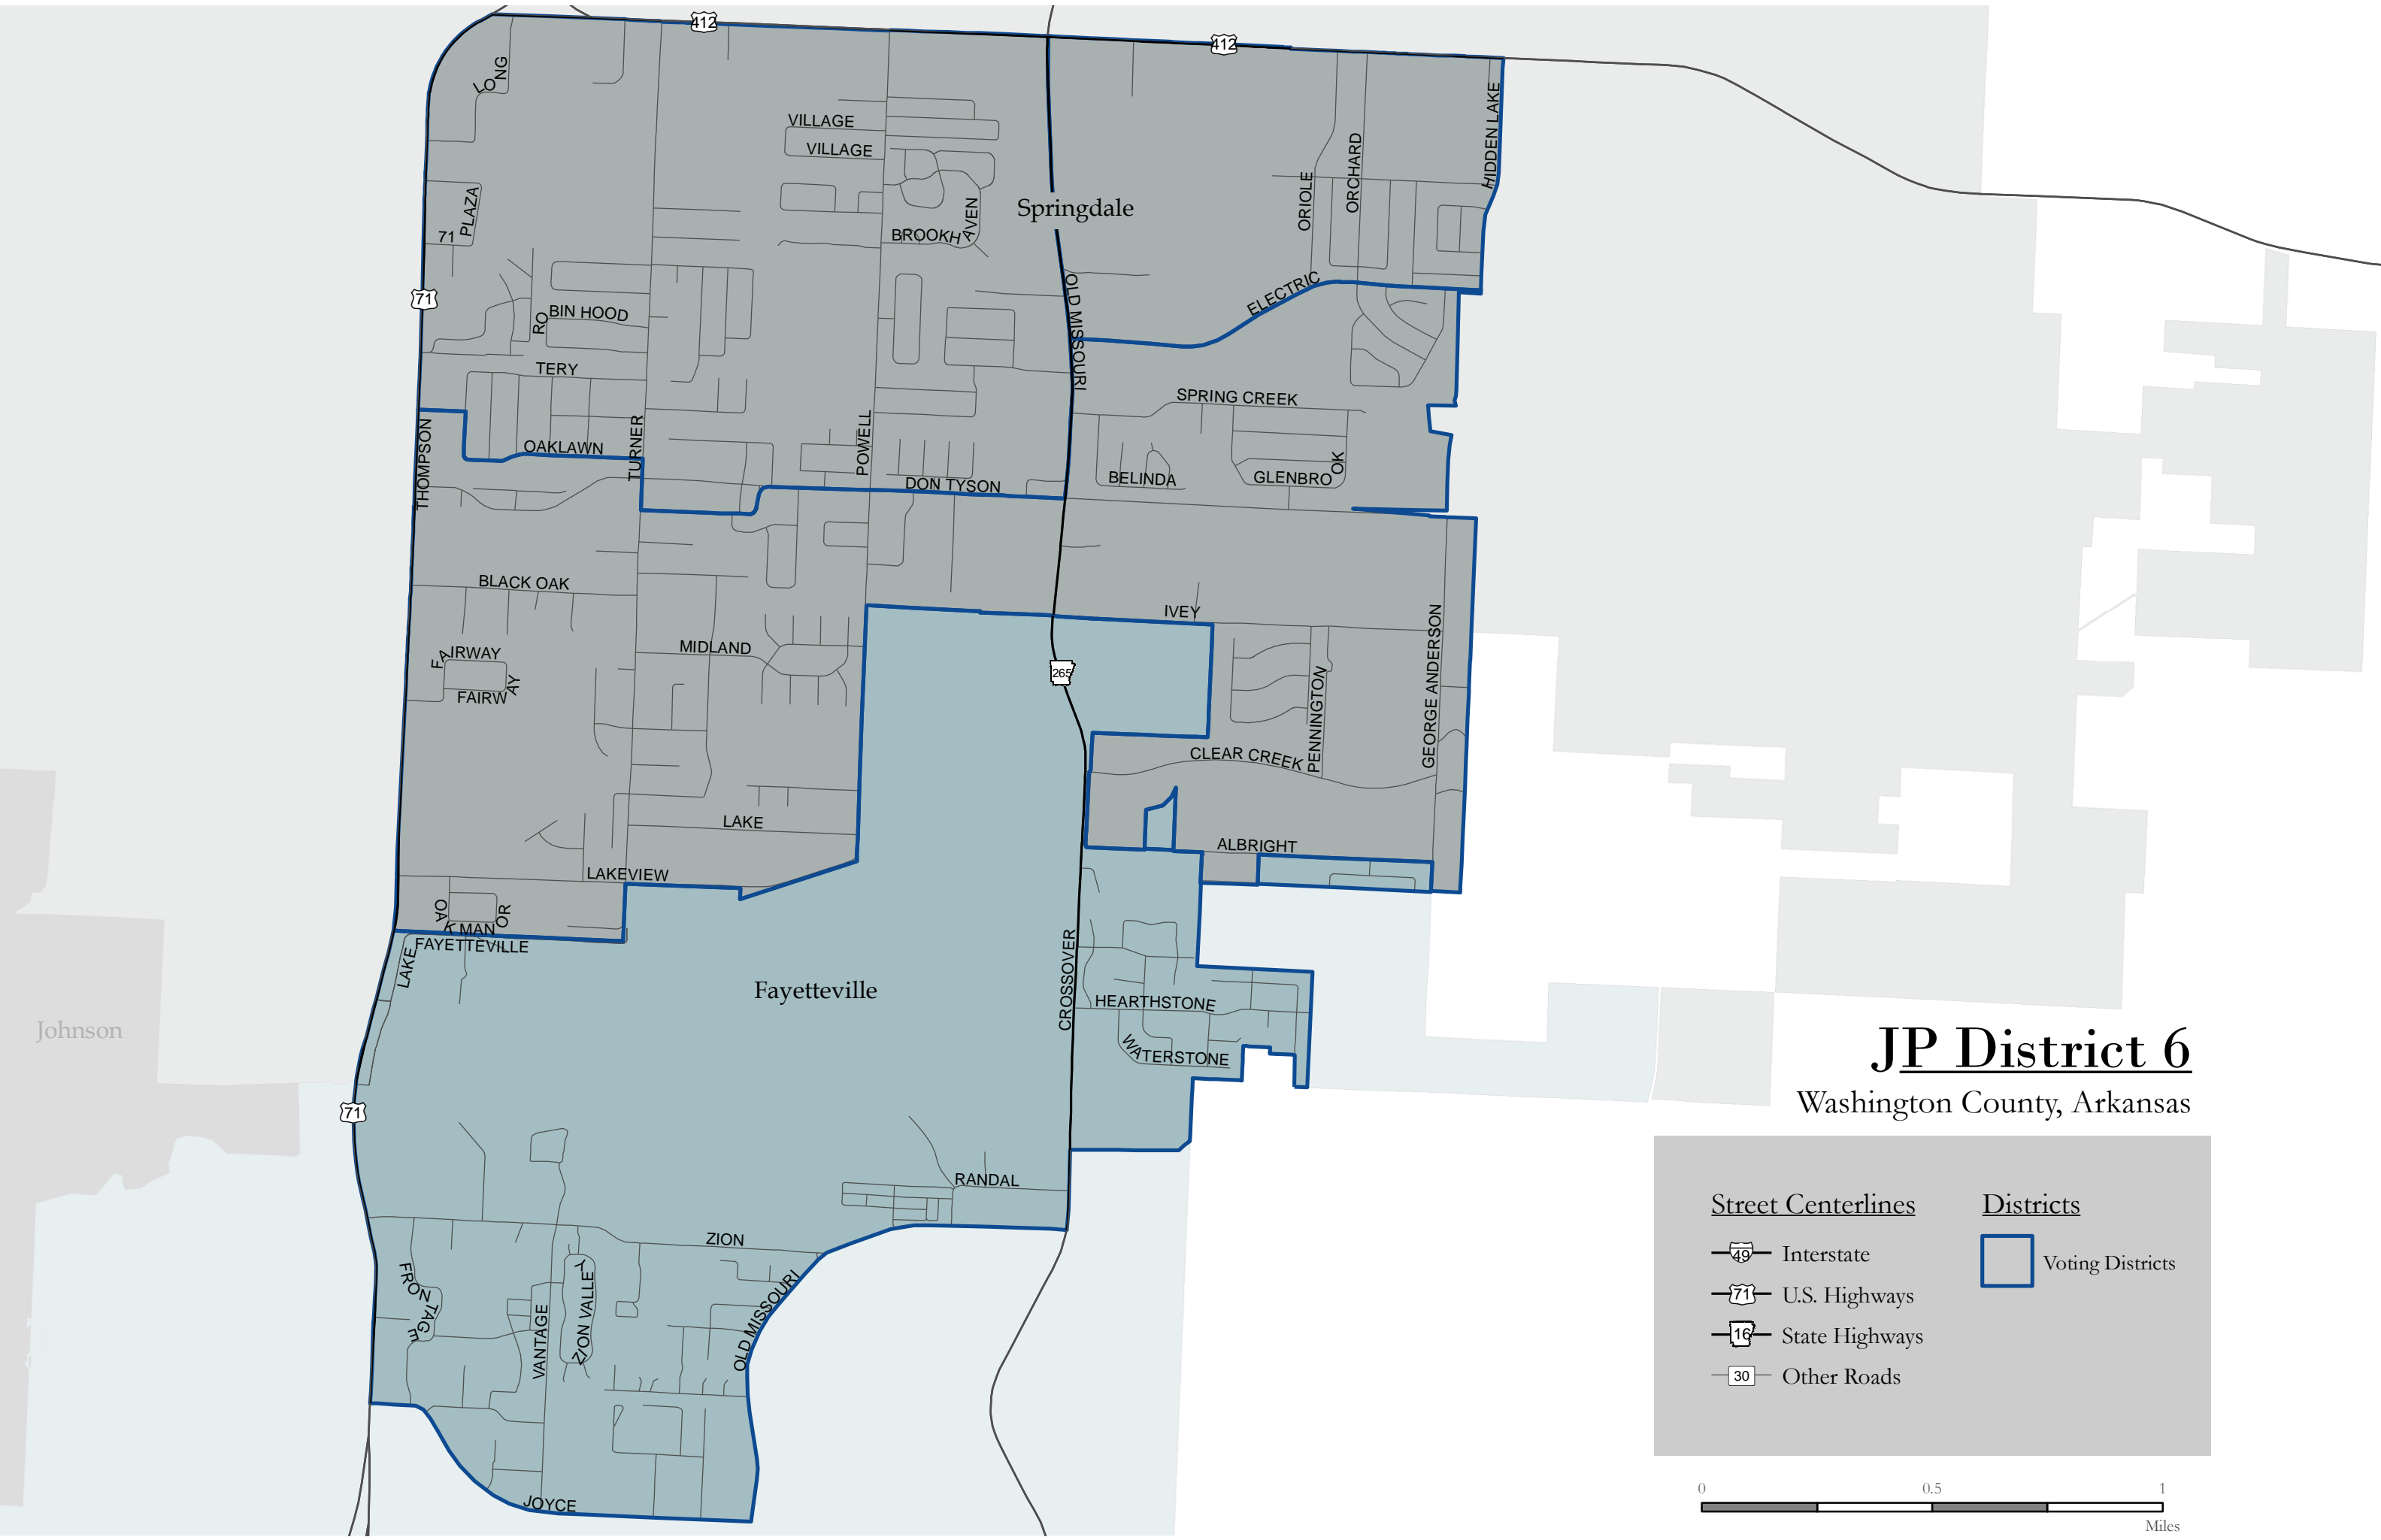 412
412
LONG
HIDDEN LAKE
VILLAGE
VILLAGE
ORCHARD
ORIOLE
PLAZA
71
BROOKHAVEN
Springdale
71
ELECTRIC
OLD MISSOURI
ROBIN HOOD
TERY
SPRING CREEK
THOMPSON
OAKLAWN
TURNER
POWELL
DON TYSON
BELINDA
GLENBROOK
BLACK OAK
IVEY
GEORGE ANDERSON
MIDLAND
FAIRWAY
FAIRWAY
265
PENNINGTON
CLEAR CREEK
LAKE
ALBRIGHT
LAKEVIEW
OAK MANOR
FAYETTEVILLE
LAKE
CROSSOVER
Fayetteville
HEARTHSTONE
WATERSTONE
Johnson
71
RANDAL
ZION
FRONTAGE
VANTAGE
ZION VALLEY
OLD MISSOURI
JOYCE
JP District 6
Washington County, Arkansas
Street Centerlines
Districts
49 Interstate
Voting Districts
71 U.S. Highways
16 State Highways
30 Other Roads
0 0.5 1
Miles